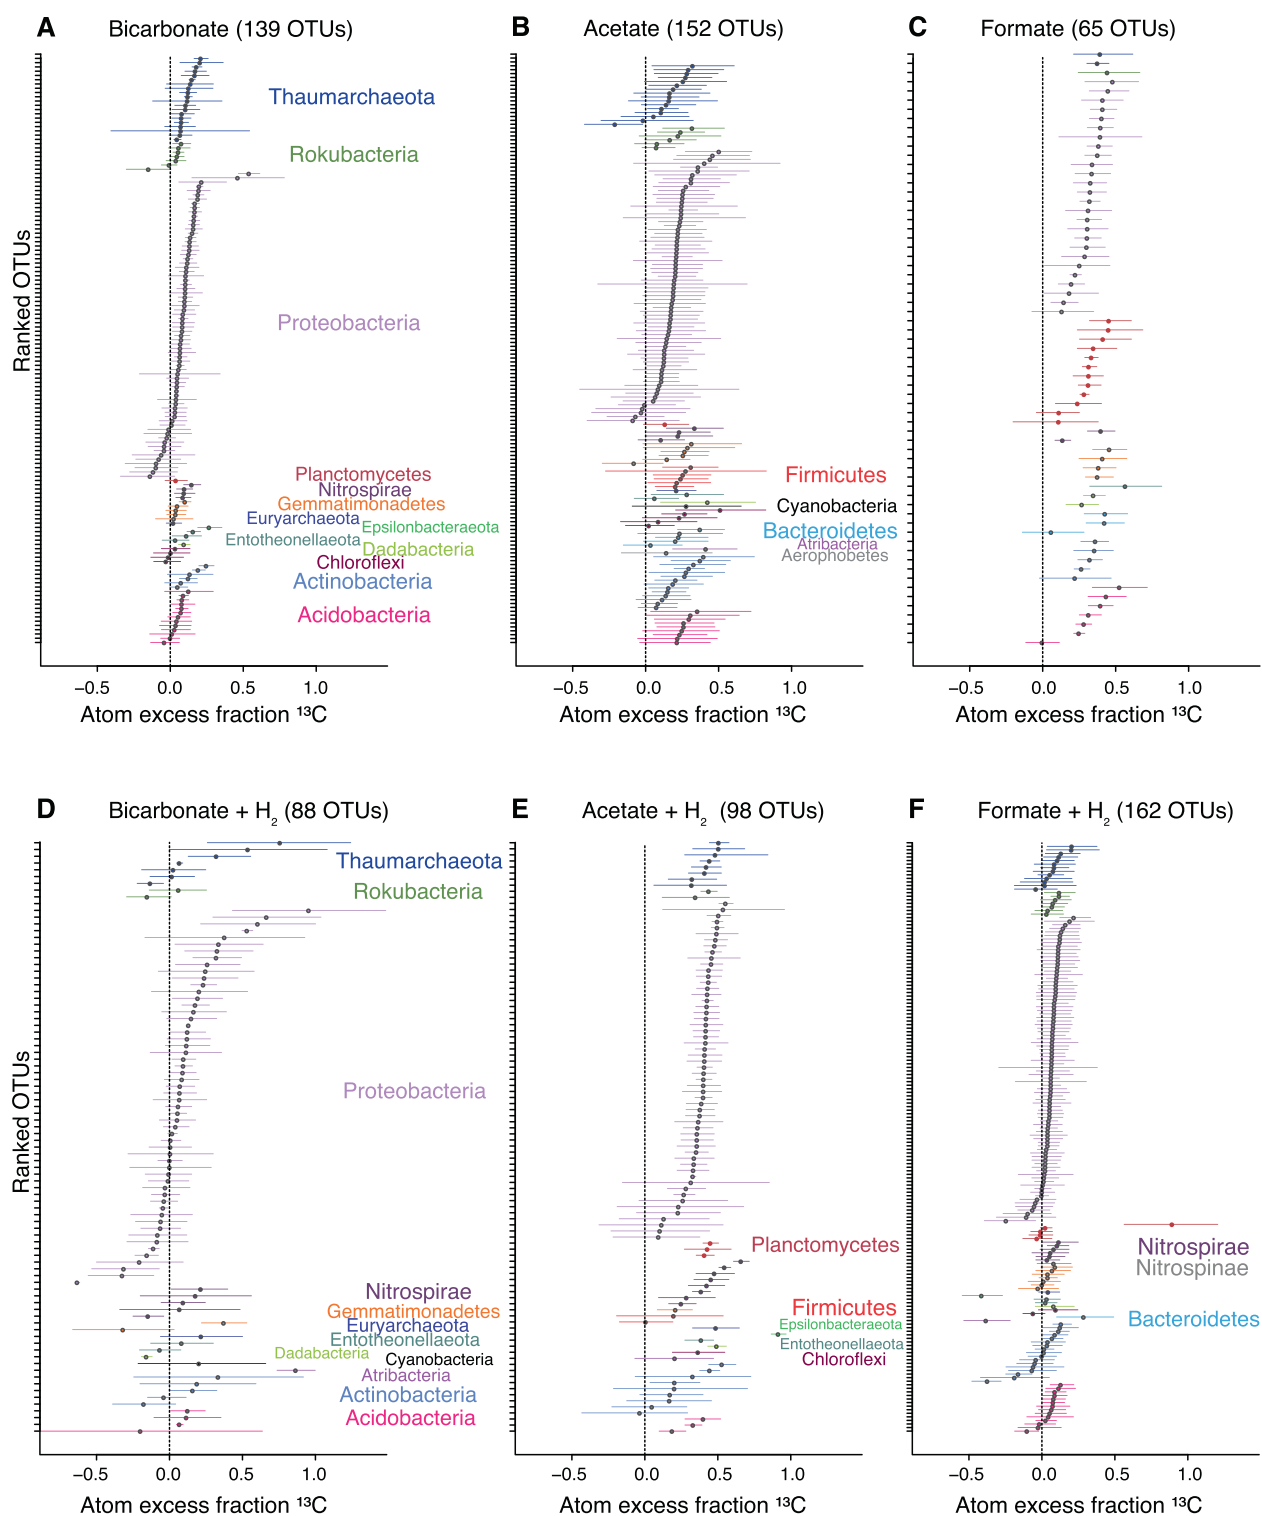 A Bicarbonate (139 OTUs)
B Acetate (152 OTUs)
C Formate (65 OTUs)
Ranked OTUs
Thaumarchaeota
Rokubacteria
Proteobacteria
Planctomycetes
Nitrospirae
Gemmatimonadetes
Euryarchaeota
Epsilonbacteraeota
Entotheonellaeota
Dadabacteria
Chloroflexi
Actinobacteria
Acidobacteria
Firmicutes
Cyanobacteria
Bacteroidetes
Atribacteria
Aerophobetes
−0.5 0.0 0.5 1.0
Atom excess fraction ¹³C
−0.5 0.0 0.5 1.0
Atom excess fraction ¹³C
−0.5 0.0 0.5 1.0
Atom excess fraction ¹³C
D Bicarbonate + H₂ (88 OTUs)
E Acetate + H₂ (98 OTUs)
F Formate + H₂ (162 OTUs)
Ranked OTUs
Thaumarchaeota
Rokubacteria
Proteobacteria
Nitrospirae
Gemmatimonadetes
Euryarchaeota
Entotheonellaeota
Dadabacteria
Cyanobacteria
Atribacteria
Actinobacteria
Acidobacteria
Planctomycetes
Firmicutes
Epsilonbacteraeota
Entotheonellaeota
Chloroflexi
Nitrospirae
Nitrospinae
Bacteroidetes
−0.5 0.0 0.5 1.0
Atom excess fraction ¹³C
−0.5 0.0 0.5 1.0
Atom excess fraction ¹³C
−0.5 0.0 0.5 1.0
Atom excess fraction ¹³C